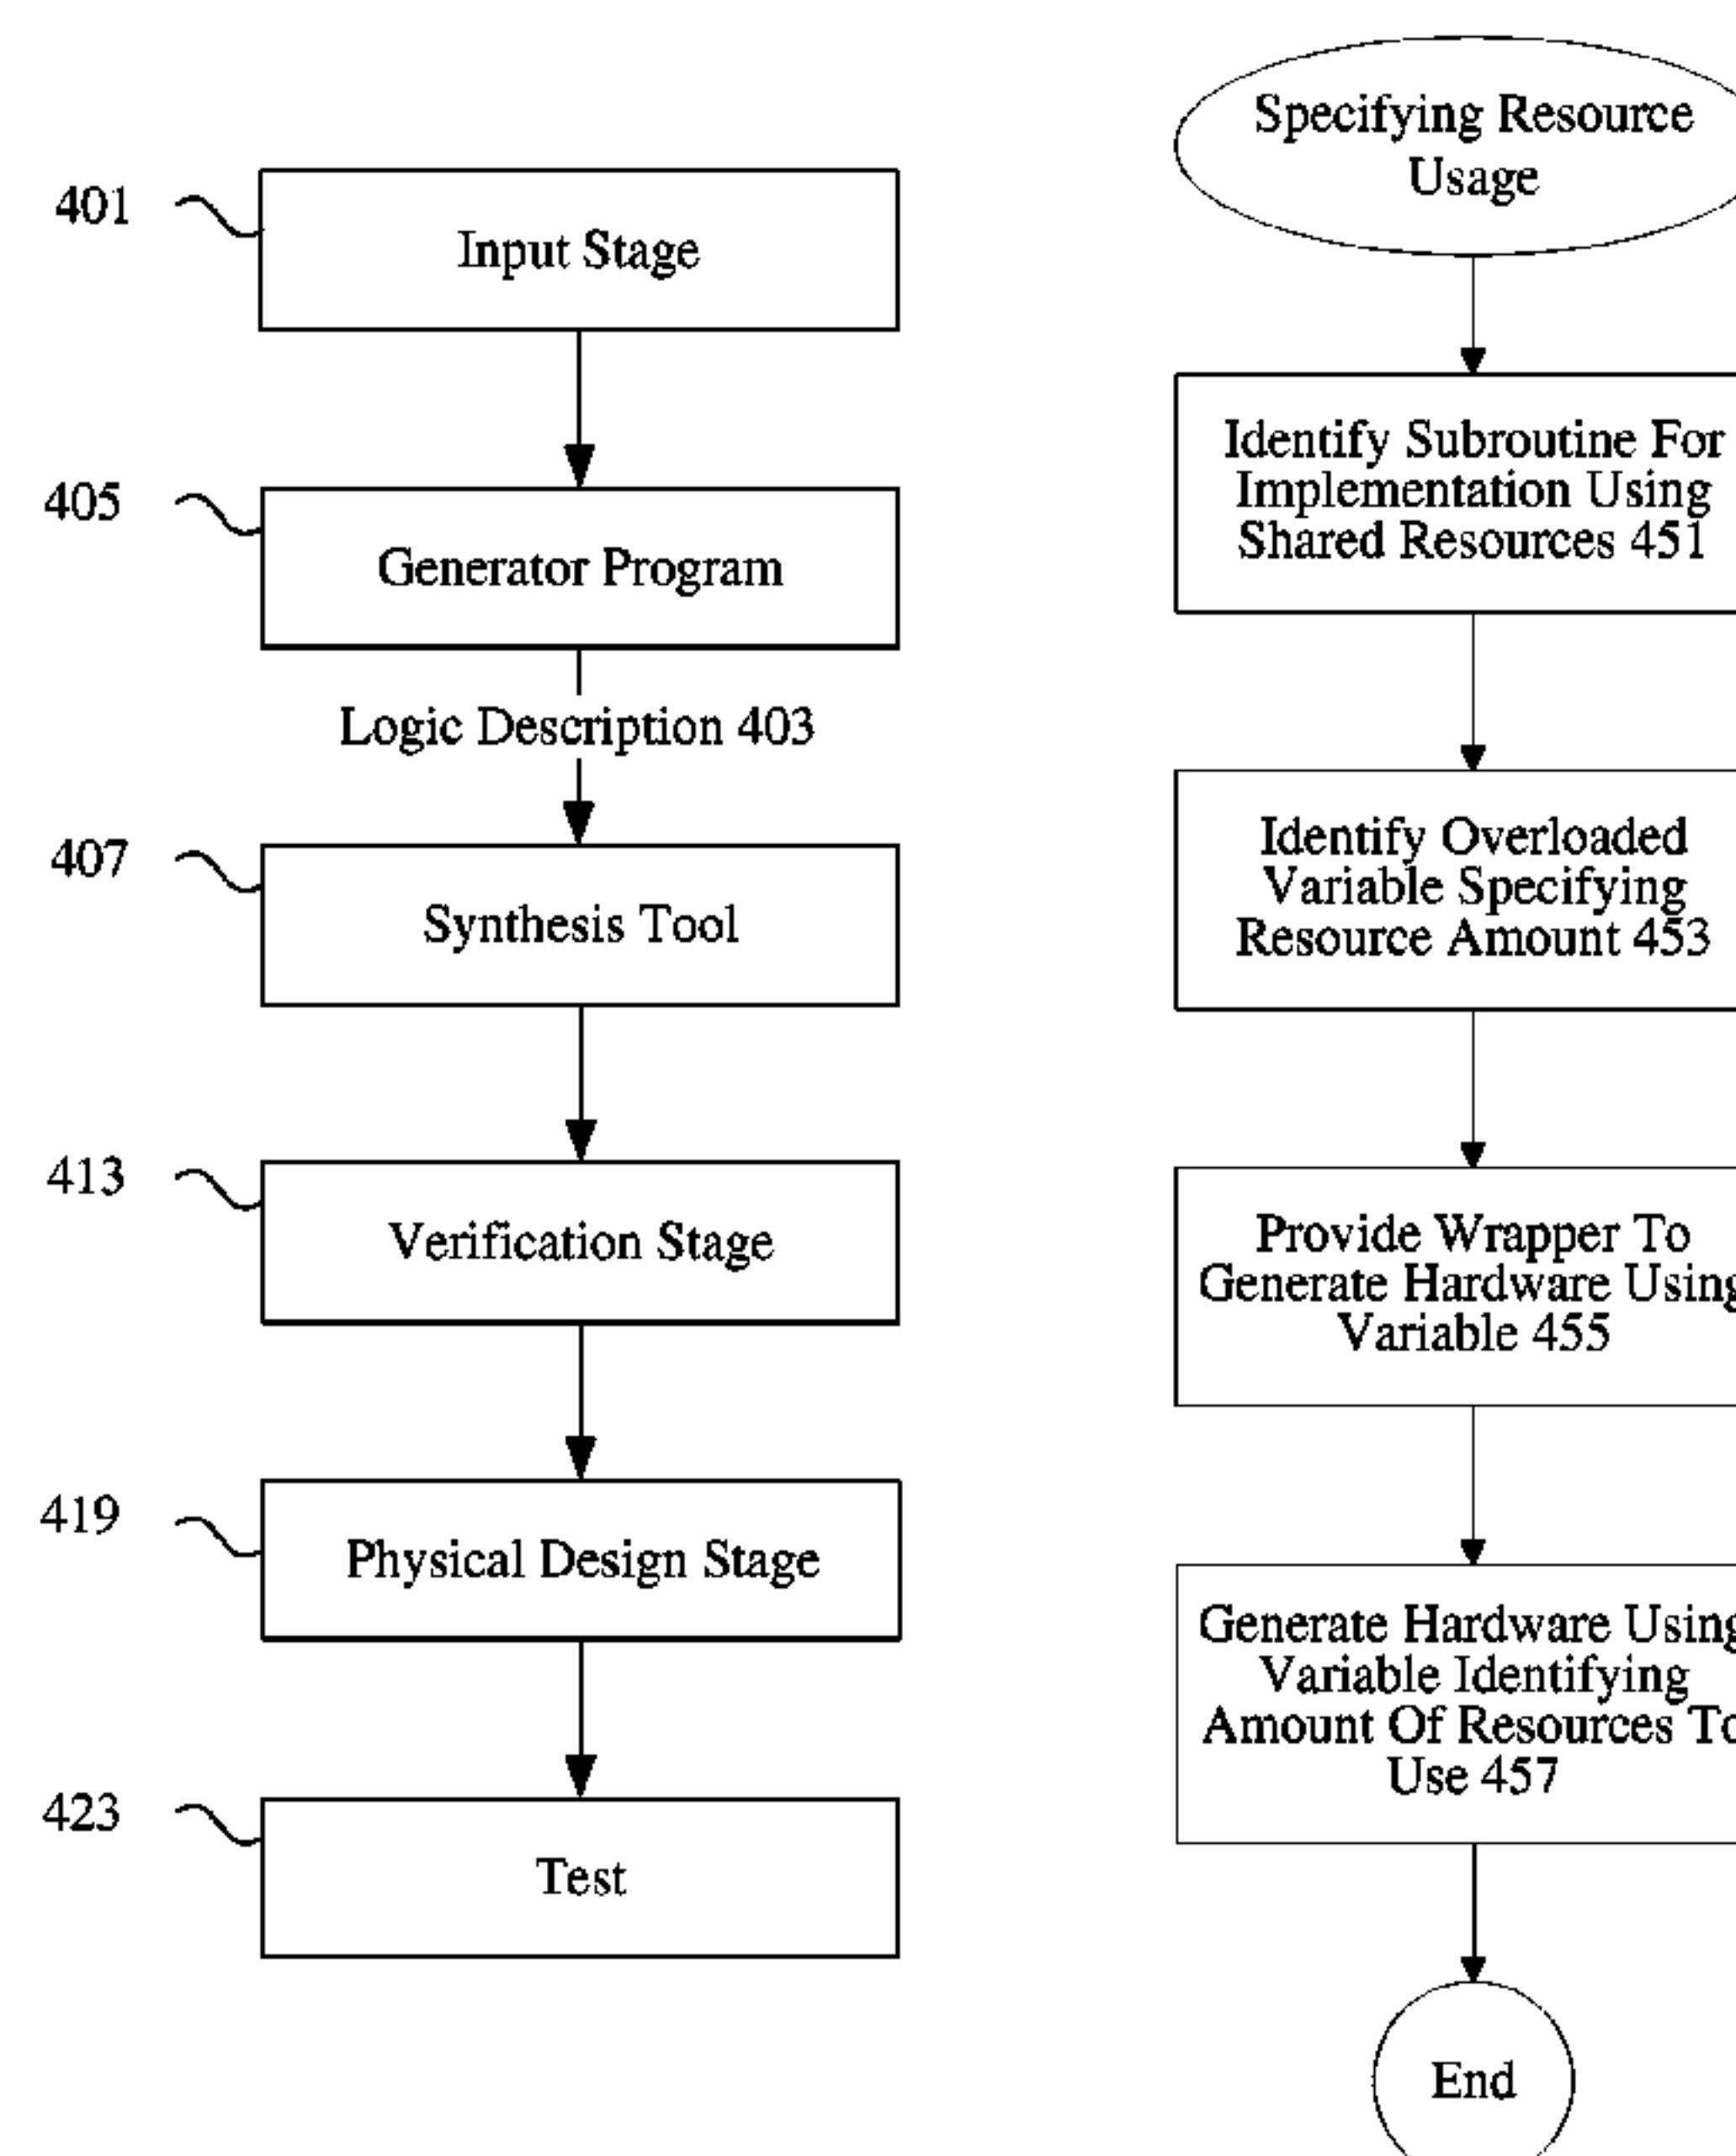 401
Input Stage
405
Generator Program
Logic Description 403
407
Synthesis Tool
413
Verification Stage
419
Physical Design Stage
423
Test
Specifying Resource
Usage
Identify Subroutine For
Implementation Using
Shared Resources 451
Identify Overloaded
Variable Specifying
Resource Amount 453
Provide Wrapper To
Generate Hardware Using
Variable 455
Generate Hardware Using
Variable Identifying
Amount Of Resources To
Use 457
End